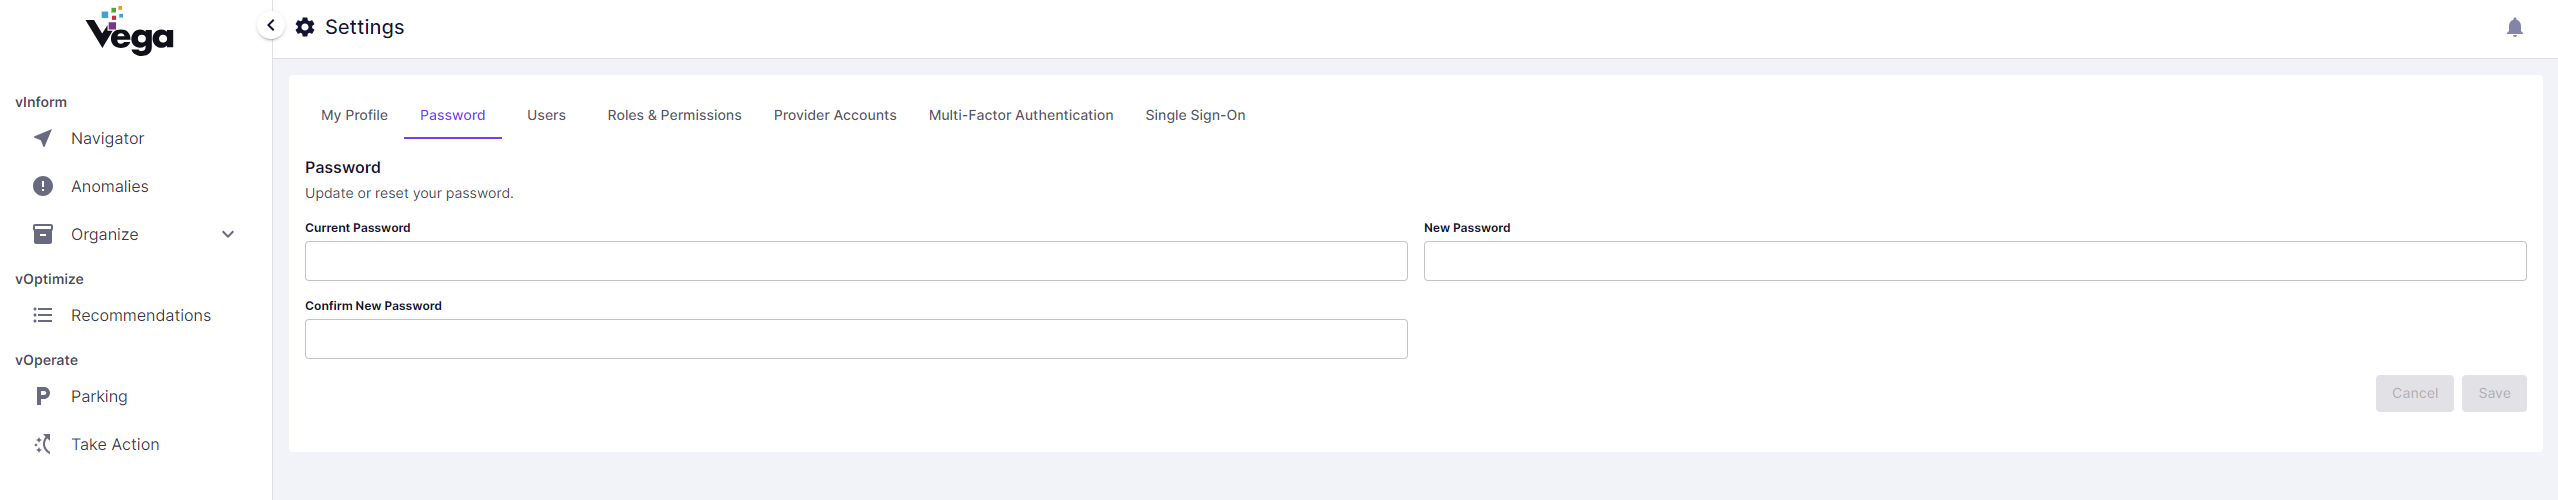 Vega
Settings
vInform
Navigator
Anomalies
Organize
vOptimize
Recommendations
vOperate
Parking
Take Action
My Profile Password Users Roles & Permissions Provider Accounts Multi-Factor Authentication Single Sign-On
Password
Update or reset your password.
Current Password New Password
Confirm New Password
Cancel Save